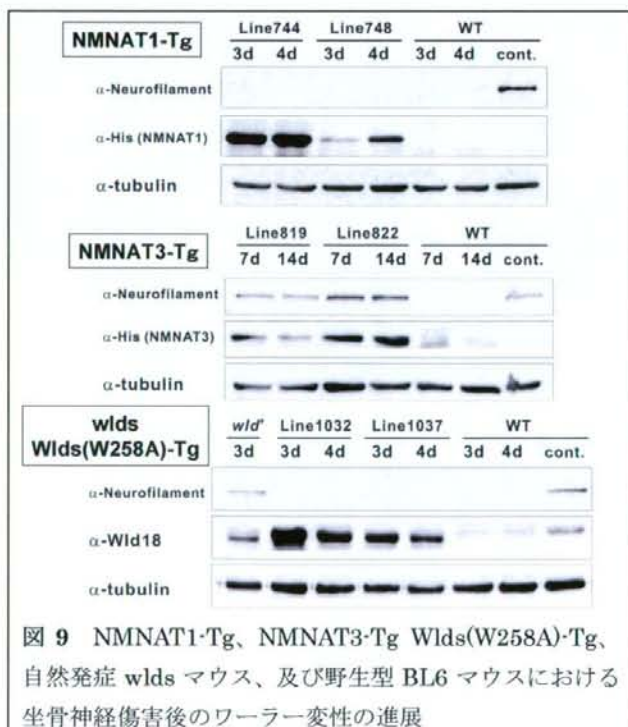 NMNAT1-Tg
Line744 Line748 WT
3d 4d 3d 4d 3d 4d cont.
α-Neurofilament
α-His (NMNAT1)
α-tubulin
NMNAT3-Tg
Line819 Line822 WT
7d 14d 7d 14d 7d 14d cont.
α-Neurofilament
α-His (NMNAT3)
α-tubulin
wlds
Wlds(W258A)-Tg
wldˢ Line1032 Line1037 WT
3d 3d 4d 3d 4d 3d 4d cont.
α-Neurofilament
α-Wld18
α-tubulin
図 9 NMNAT1-Tg、NMNAT3-Tg Wlds(W258A)-Tg、
自然発症 wlds マウス、及び野生型 BL6 マウスにおける
坐骨神経傷害後のワーラー変性の進展